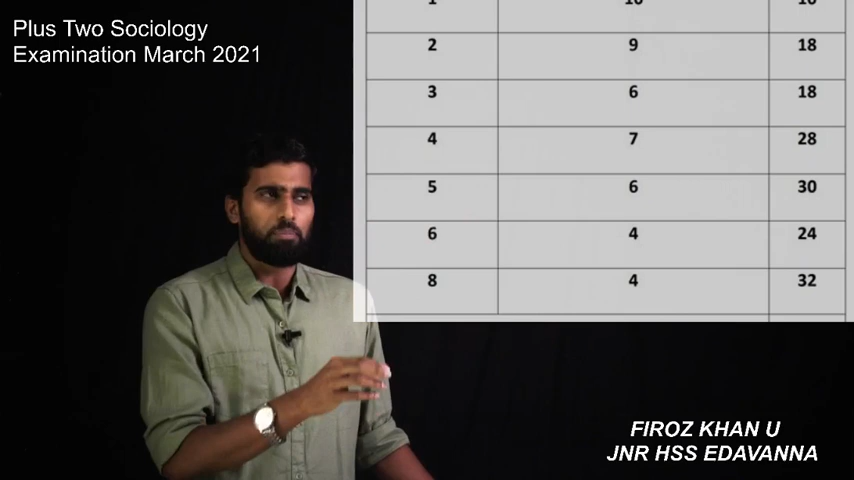 Plus Two Sociology
Examination March 2021
2 9 18
3 6 18
4 7 28
5 6 30
6 4 24
8 4 32
FIROZ KHAN U
JNR HSS EDAVANNA